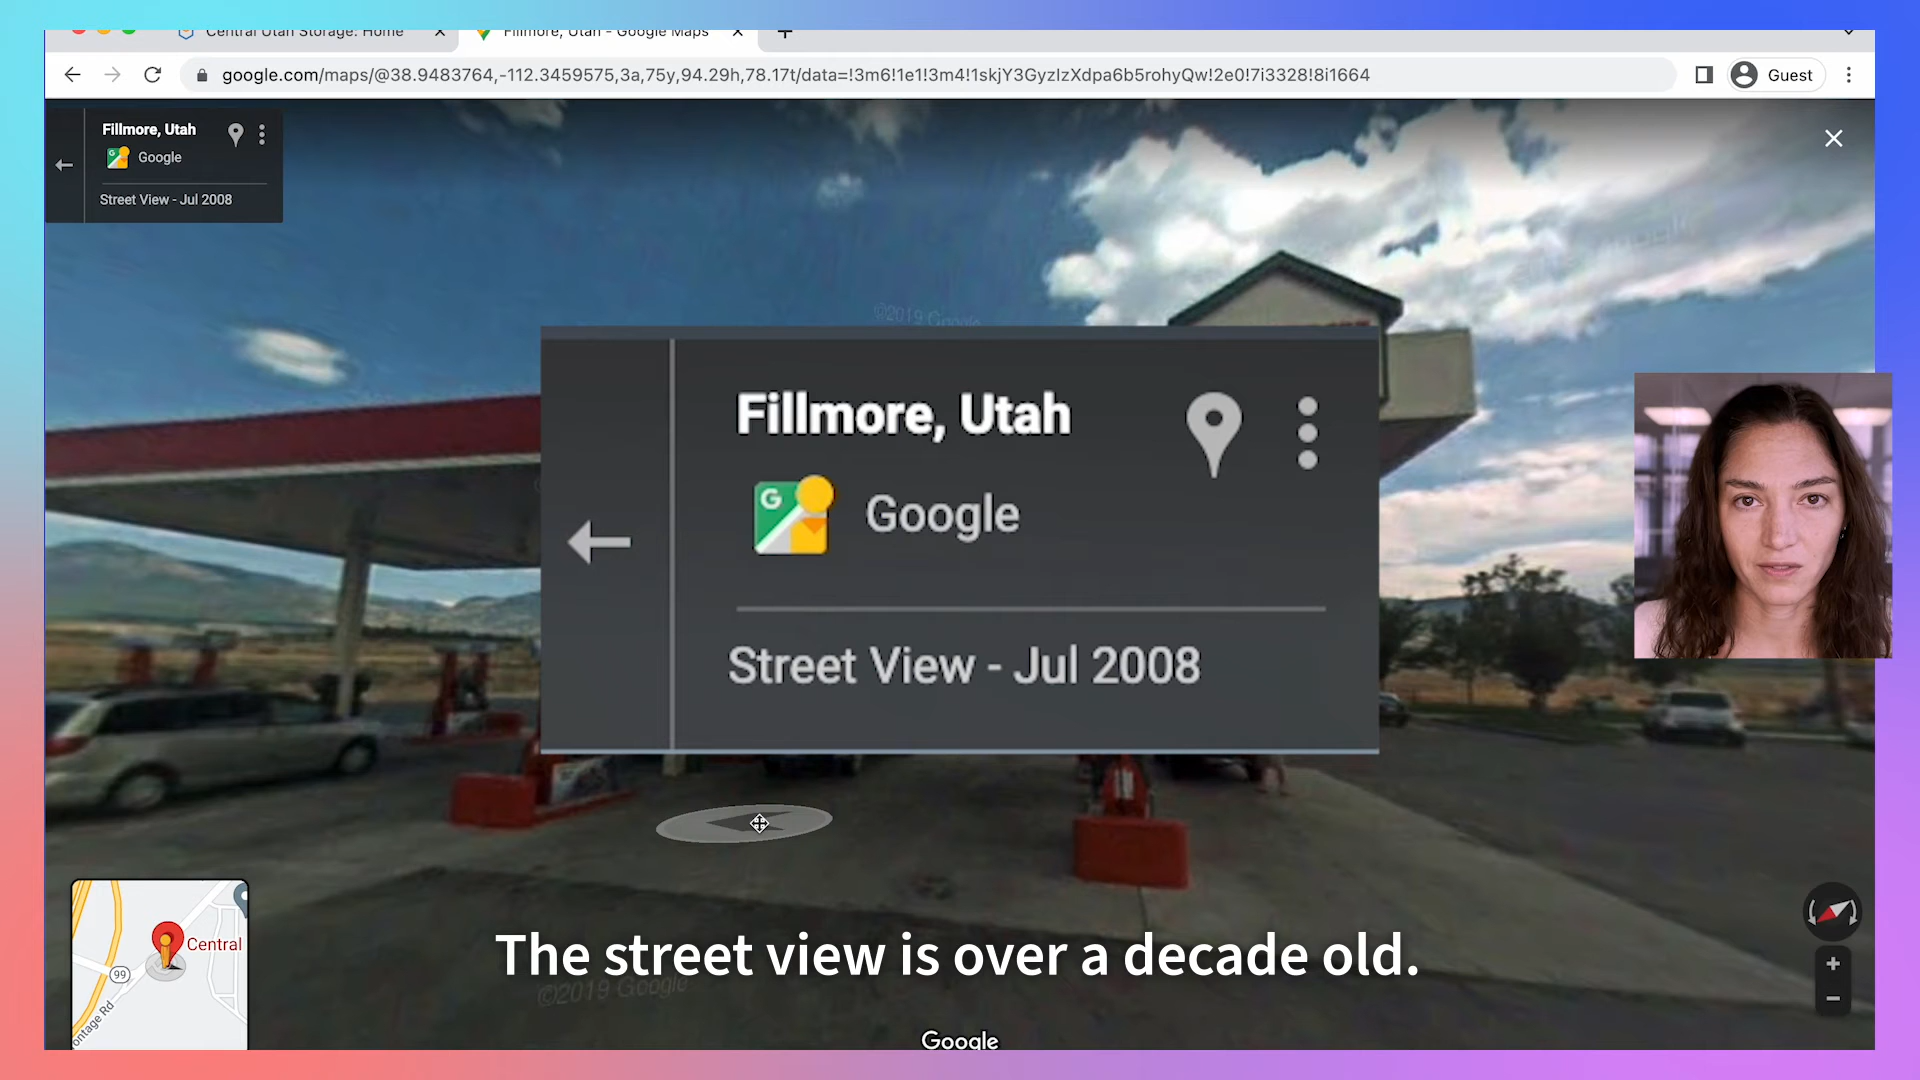 Central Utah Storage: Home
Fillmore, Utah - Google Maps
google.com/maps/@38.9483764,-112.3459575,3a,75y,94.29h,78.17t/data=!3m6!1e1!3m4!1skjY3GyzIzXdpa6b5rohyQw!2e0!7i3328!8i1664
Guest
Fillmore, Utah
Google
Street View - Jul 2008
©2019 Google
Fillmore, Utah
G
Google
Street View - Jul 2008
Central
99
ontage Rd
The street view is over a decade old.
©2019 Google
Google